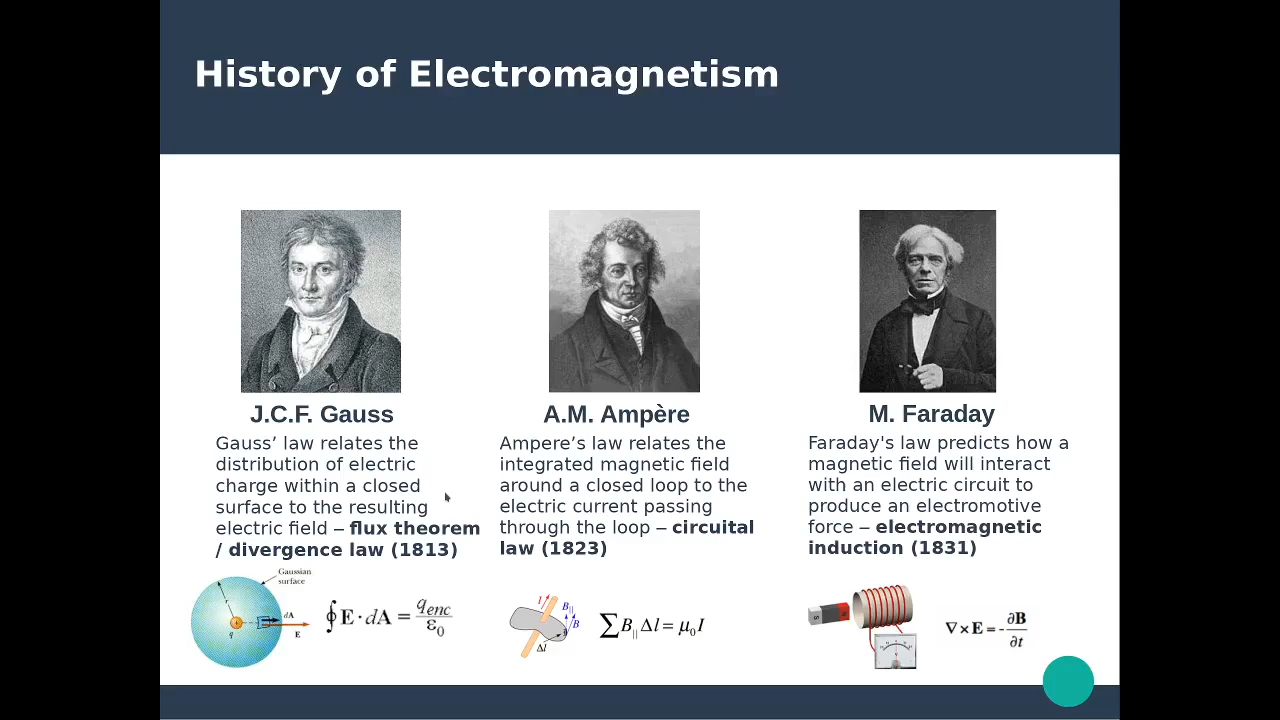 History of Electromagnetism
J.C.F. Gauss
Gauss’ law relates the
distribution of electric
charge within a closed
surface to the resulting
electric field – flux theorem
/ divergence law (1813)
Gaussian
surface
r
dA
q
E
∮E·dA = q_enc/ε₀
A.M. Ampère
Ampere’s law relates the
integrated magnetic field
around a closed loop to the
electric current passing
through the loop – circuital
law (1823)
I
B||
B
Δl
∑B||Δl = μ₀I
M. Faraday
Faraday's law predicts how a
magnetic field will interact
with an electric circuit to
produce an electromotive
force – electromagnetic
induction (1831)
S
∇×E = -∂B/∂t